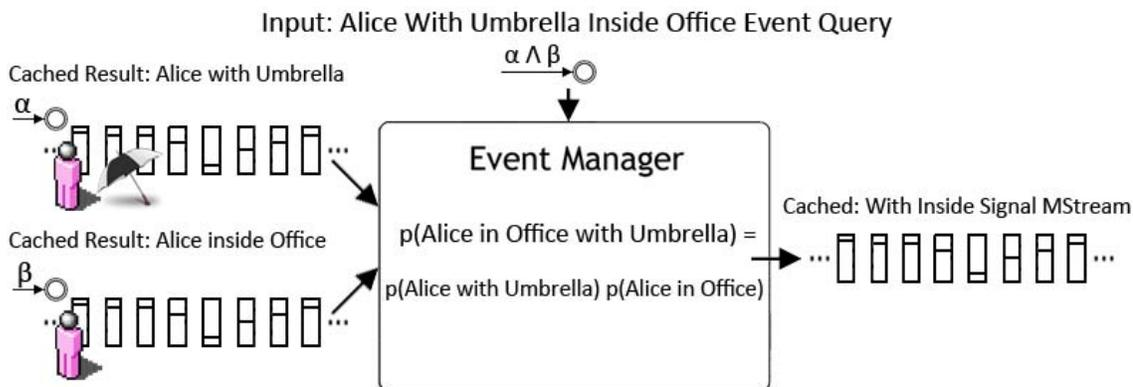 Input: Alice With Umbrella Inside Office Event Query
α Λ β
Cached Result: Alice with Umbrella
α
...
...
Event Manager
p(Alice in Office with Umbrella) =
p(Alice with Umbrella) p(Alice in Office)
Cached: With Inside Signal MStream
...
...
Cached Result: Alice inside Office
β
...
...